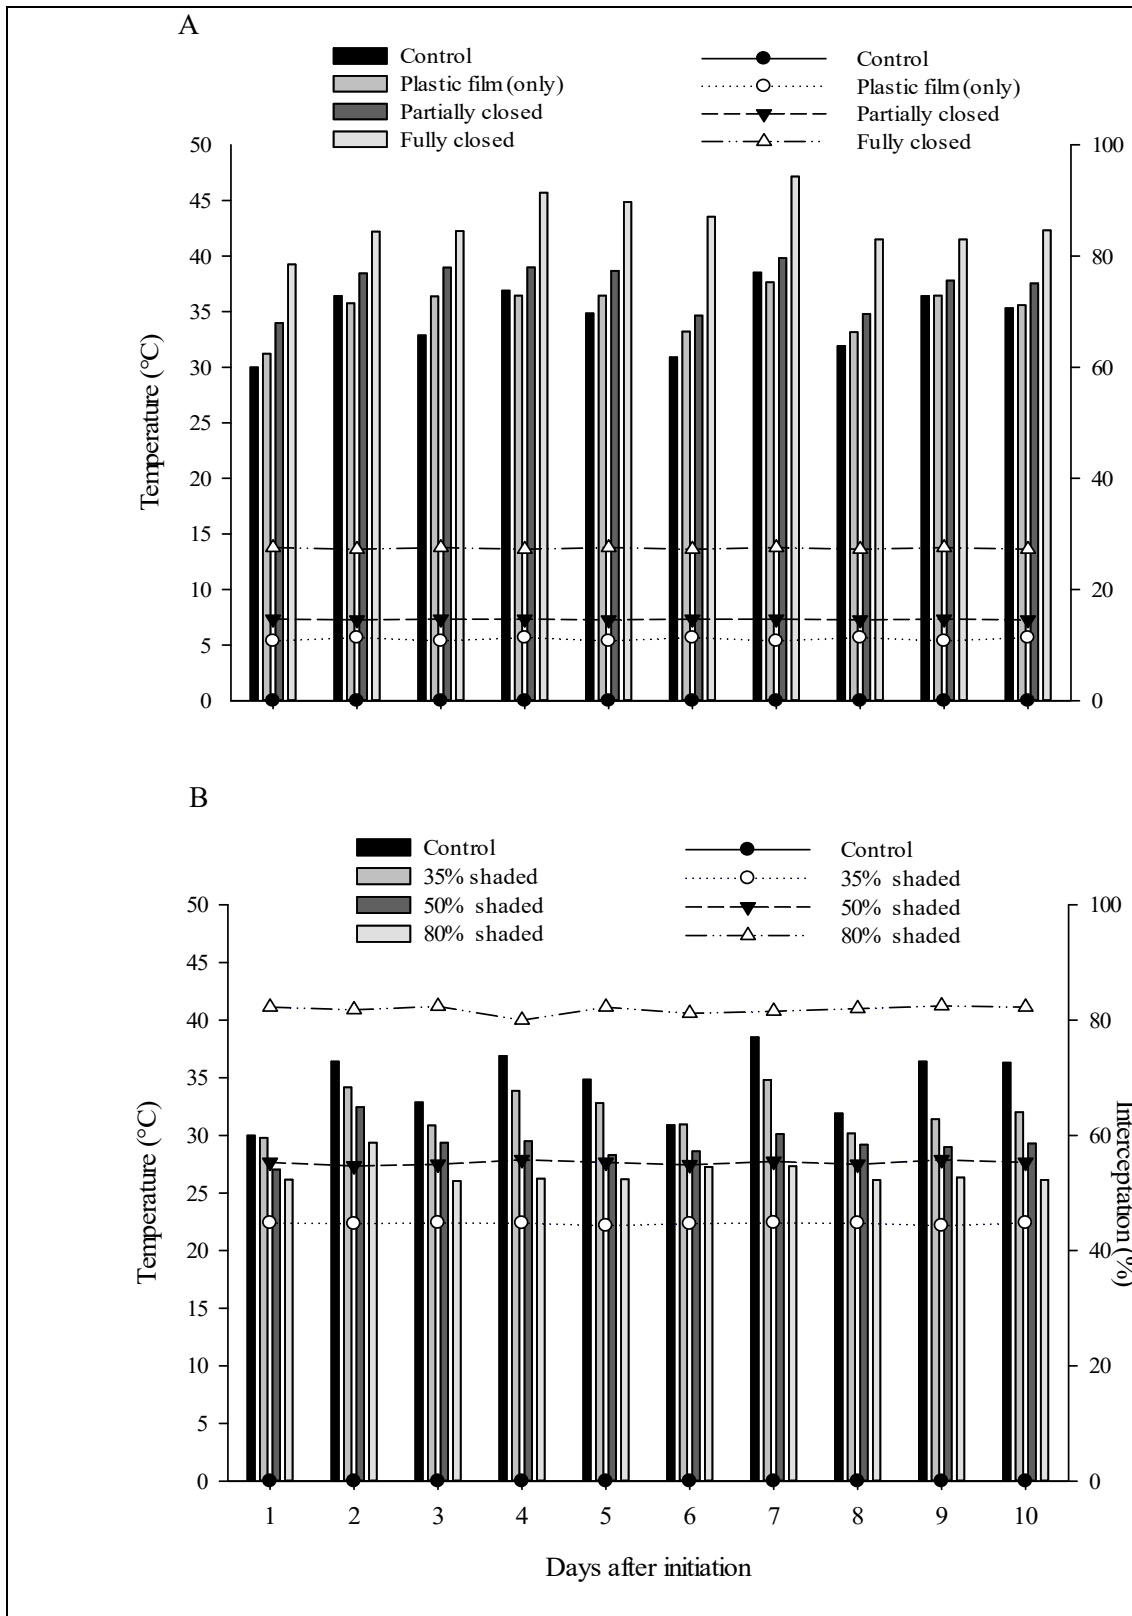 A
Control
Plastic film (only)
Partially closed
Fully closed
Control
Plastic film (only)
Partially closed
Fully closed
50
45
40
35
30
25
20
15
10
5
0
Temperature (°C)
100
80
60
40
20
0
B
Control
35% shaded
50% shaded
80% shaded
Control
35% shaded
50% shaded
80% shaded
50
45
40
35
30
25
20
15
10
5
0
Temperature (°C)
100
80
60
40
20
0
Interceptation (%)
1 2 3 4 5 6 7 8 9 10
Days after initiation